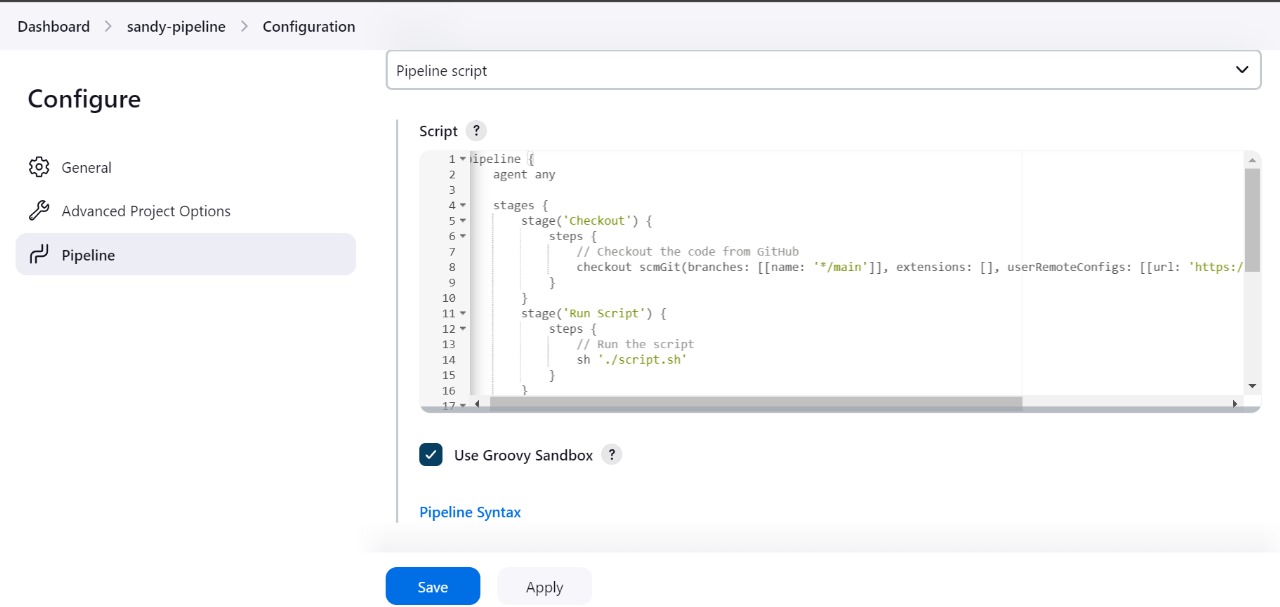 Dashboard > sandy-pipeline > Configuration
Configure
General
Advanced Project Options
Pipeline
Pipeline script
Script ?
1 pipeline {
2     agent any
3
4     stages {
5         stage('Checkout') {
6             steps {
7                 // Checkout the code from GitHub
8                 checkout scmGit(branches: [[name: '*/main']], extensions: [], userRemoteConfigs: [[url: 'https:/
9             }
10         }
11         stage('Run Script') {
12             steps {
13                 // Run the script
14                 sh './script.sh'
15             }
16         }
17
Use Groovy Sandbox ?
Pipeline Syntax
Save
Apply